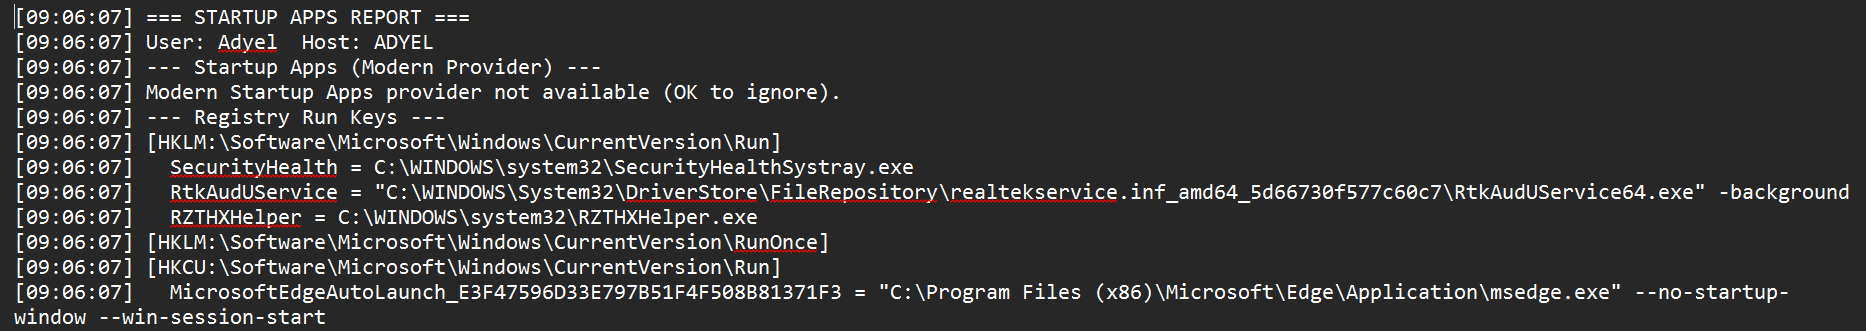 [09:06:07] === STARTUP APPS REPORT ===
[09:06:07] User: Adyel  Host: ADYEL
[09:06:07] --- Startup Apps (Modern Provider) ---
[09:06:07] Modern Startup Apps provider not available (OK to ignore).
[09:06:07] --- Registry Run Keys ---
[09:06:07] [HKLM:\Software\Microsoft\Windows\CurrentVersion\Run]
[09:06:07]   SecurityHealth = C:\WINDOWS\system32\SecurityHealthSystray.exe
[09:06:07]   RtkAudUService = "C:\WINDOWS\System32\DriverStore\FileRepository\realtekservice.inf_amd64_5d66730f577c60c7\RtkAudUService64.exe" -background
[09:06:07]   RZTHXHelper = C:\WINDOWS\system32\RZTHXHelper.exe
[09:06:07] [HKLM:\Software\Microsoft\Windows\CurrentVersion\RunOnce]
[09:06:07] [HKCU:\Software\Microsoft\Windows\CurrentVersion\Run]
[09:06:07]   MicrosoftEdgeAutoLaunch_E3F47596D33E797B51F4F508B81371F3 = "C:\Program Files (x86)\Microsoft\Edge\Application\msedge.exe" --no-startup-
window --win-session-start